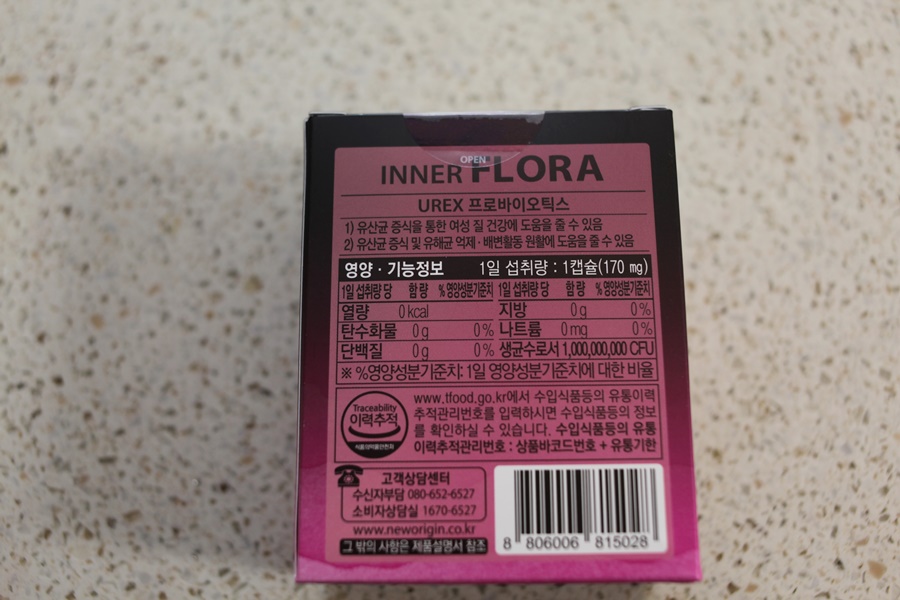 OPEN
INNER FLORA
UREX 프로바이오틱스
1) 유산균 증식을 통한 여성 질 건강에 도움을 줄 수 있음
2) 유산균 증식 및 유해균 억제·배변활동 원활에 도움을 줄 수 있음
영양·기능정보 1일 섭취량 : 1캡슐(170 mg)
1일 섭취량 당 함량 % 영양성분기준치 1일 섭취량 당 함량 % 영양성분기준치
열량 0 kcal 지방 0 g 0 %
탄수화물 0 g 0 % 나트륨 0 mg 0 %
단백질 0 g 0 % 생균수로서 1,000,000,000 CFU
※ %영양성분기준치: 1일 영양성분기준치에 대한 비율
Traceability
이력추적
식품의약품안전처
www.tfood.go.kr에서 수입식품등의 유통이력
추적관리번호를 입력하시면 수입식품등의 정보
를 확인하실 수 있습니다. 수입식품등의 유통
이력추적관리번호 : 상품바코드번호 + 유통기한
고객상담센터
수신자부담 080-652-6527
소비자상담실 1670-6527
www.neworigin.co.kr
그 밖의 사항은 제품설명서 참조
8 806006 815028